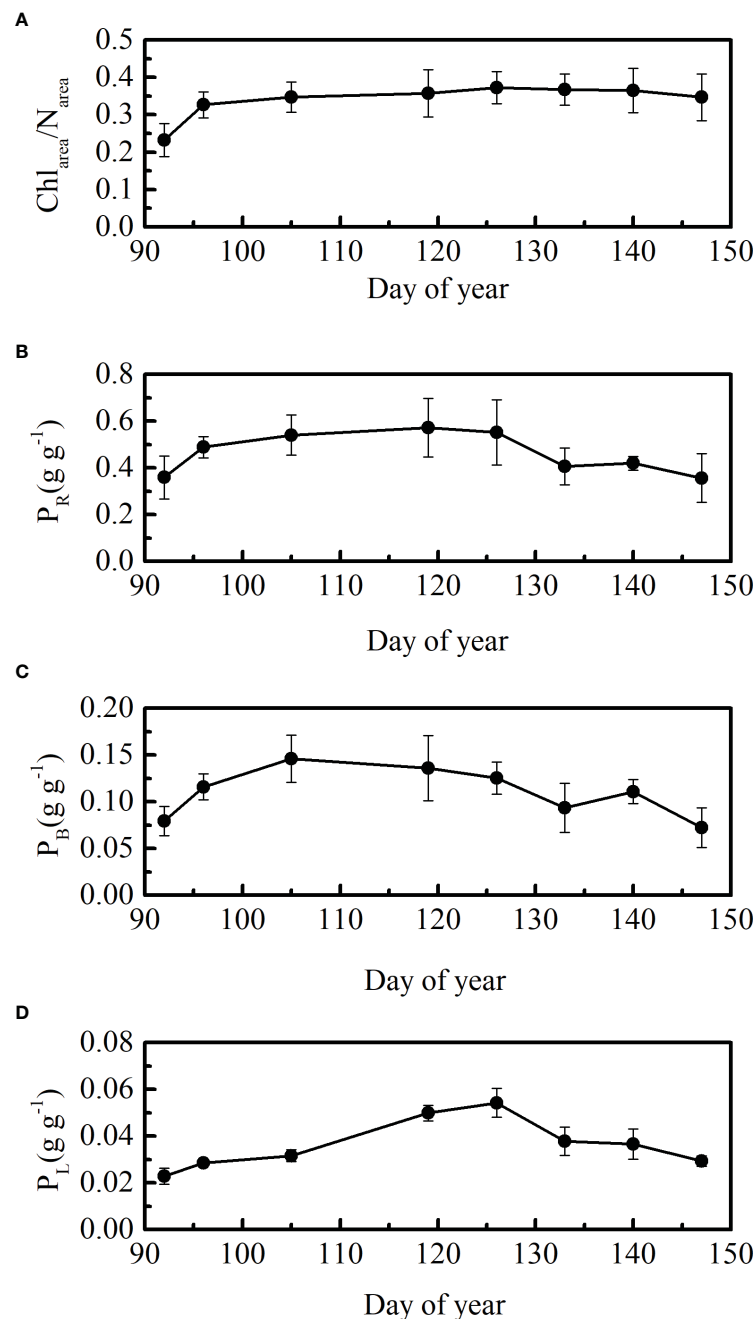 A
0.5
0.4
0.3
0.2
0.1
0.0
Chl_area/N_area
90 100 110 120 130 140 150
Day of year
B
0.8
0.6
0.4
0.2
0.0
P_R(g g⁻¹)
90 100 110 120 130 140 150
Day of year
C
0.20
0.15
0.10
0.05
0.00
P_B(g g⁻¹)
90 100 110 120 130 140 150
Day of year
D
0.08
0.06
0.04
0.02
0.00
P_L(g g⁻¹)
90 100 110 120 130 140 150
Day of year